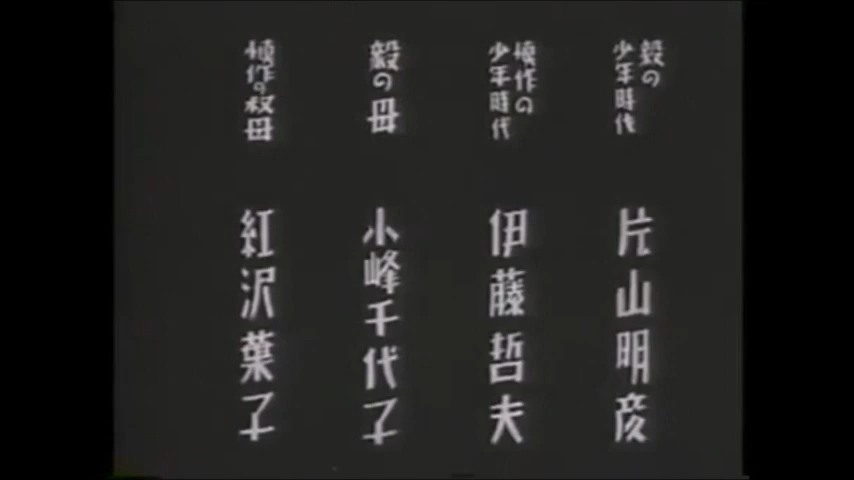 毅の
少年時代
片山明彦
慎作の
少年時代
伊藤哲夫
毅の母
小峰千代子
慎作の叔母
紅沢葉子